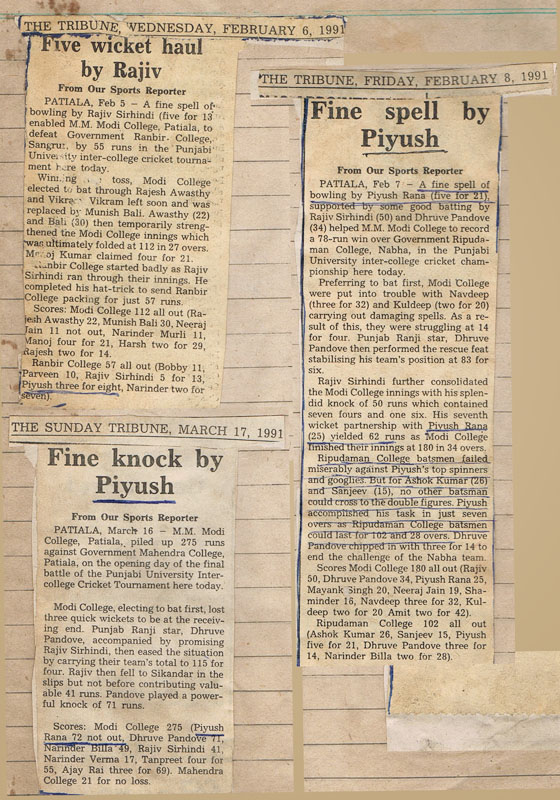 THE TRIBUNE, WEDNESDAY, FEBRUARY 6, 1991
Five wicket haul
by Rajiv
From Our Sports Reporter
PATIALA, Feb 5 – A fine spell of
bowling by Rajiv Sirhindi (five for 13
enabled M.M. Modi College, Patiala, to
defeat Government Ranbir College,
Sangrur, by 55 runs in the Punjabi
University inter-college cricket tourna-
ment here today.
toss, Modi College
elected to bat through Rajesh Awasthy
and Vikram left soon and was
replaced by Munish Bali. Awasthy (22)
and Bali (30) then temporarily streng-
thened the Modi College innings which
was ultimately folded at 112 in 27 overs.
Kumar claimed four for 21.
Ranbir College started badly as Rajiv
Sirhindi ran through their innings. He
completed his hat-trick to send Ranbir
College packing for just 57 runs.
Scores: Modi College 112 all out (Ra-
jesh Awasthy 22, Munish Bali 30, Neeraj
Jain 11 not out, Narinder Murli 11,
Manoj four for 21, Harsh two for 29,
Rajesh two for 14.
Ranbir College 57 all out (Bobby 11,
Parveen 10, Rajiv Sirhindi 5 for 13,
Piyush three for eight, Narinder two for
seven).
THE SUNDAY TRIBUNE, MARCH 17, 1991
Fine knock by
Piyush
From Our Sports Reporter
PATIALA, March 16 – M.M. Modi
College, Patiala, piled up 275 runs
against Government Mahendra College,
Patiala, on the opening day of the final
battle of the Punjabi University Inter-
college Cricket Tournament here today.
Modi College, electing to bat first, lost
three quick wickets to be at the receiv-
ing end. Punjab Ranji star, Dhruve
Pandove, accompanied by promising
Rajiv Sirhindi, then eased the situation
by carrying their team's total to 115 for
four. Rajiv then fell to Sikandar in the
slips but not before contributing valu-
able 41 runs. Pandove played a power-
ful knock of 71 runs.
Scores: Modi College 275 (Piyush
Rana 72 not out, Dhruve Pandove 71,
Narinder Billa 49, Rajiv Sirhindi 41,
Narinder Verma 17, Tanpreet four for
55, Ajay Rai three for 69). Mahendra
College 21 for no loss.
THE TRIBUNE, FRIDAY, FEBRUARY 8, 1991
Fine spell by
Piyush
From Our Sports Reporter
PATIALA, Feb 7 – A fine spell of
bowling by Piyush Rana (five for 21),
supported by some good batting by
Rajiv Sirhindi (50) and Dhruve Pandove
(34) helped M.M. Modi College to record
a 78-run win over Government Ripuda-
man College, Nabha, in the Punjabi
University inter-college cricket cham-
pionship here today.
Preferring to bat first, Modi College
were put into trouble with Navdeep
(three for 32) and Kuldeep (two for 20)
carrying out damaging spells. As a re-
sult of this, they were struggling at 14
for four. Punjab Ranji star, Dhruve
Pandove then performed the rescue feat
stabilising his team's position at 83 for
six.
Rajiv Sirhindi further consolidated
the Modi College innings with his splen-
did knock of 50 runs which contained
seven fours and one six. His seventh
wicket partnership with Piyush Rana
(25) yielded 62 runs as Modi College
finished their innings at 180 in 34 overs.
Ripudaman College batsmen failed
miserably against Piyush's top spinners
and googlies. But for Ashok Kumar (26)
and Sanjeev (15), no other batsman
could cross to the double figures. Piyush
accomplished his task in just seven
overs as Ripudaman College batsmen
could last for 102 and 28 overs. Dhruve
Pandove chipped in with three for 14 to
end the challenge of the Nabha team.
Scores Modi College 180 all out (Rajiv
50, Dhruve Pandove 34, Piyush Rana 25,
Mayank Singh 20, Neeraj Jain 19, Sha-
minder 16, Navdeep three for 32, Kul-
deep two for 20 Amit two for 42).
Ripudaman College 102 all out
(Ashok Kumar 26, Sanjeev 15, Piyush
five for 21, Dhruve Pandove three for
14, Narinder Billa two for 28).